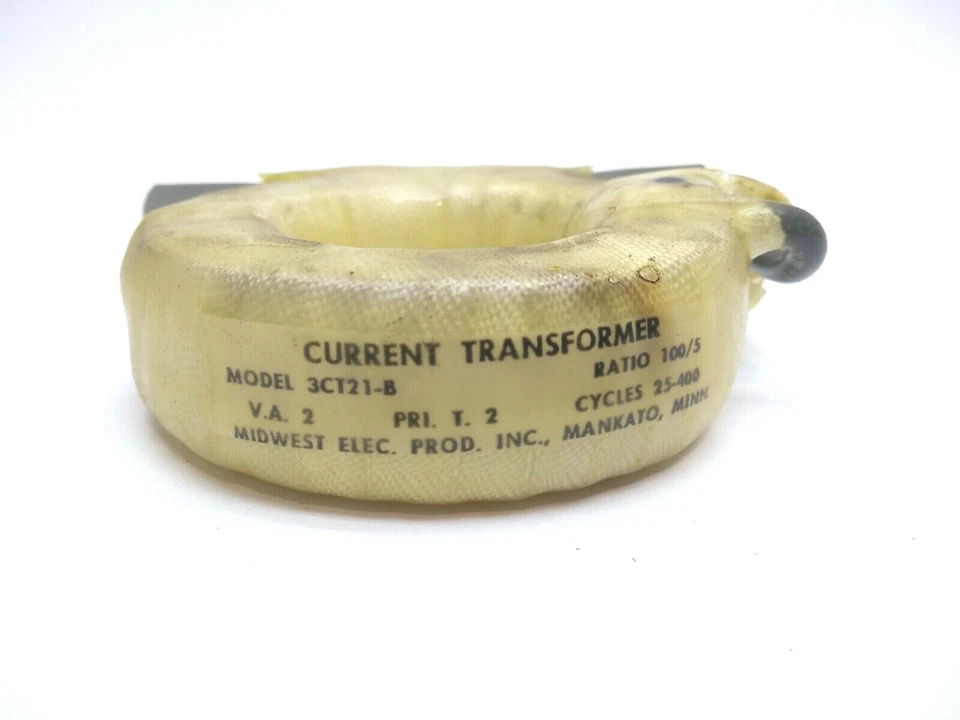 CURRENT TRANSFORMER
MODEL 3CT21-B RATIO 100/5
V.A. 2 PRI. T. 2 CYCLES 25-400
MIDWEST ELEC. PROD. INC., MANKATO, MINN.